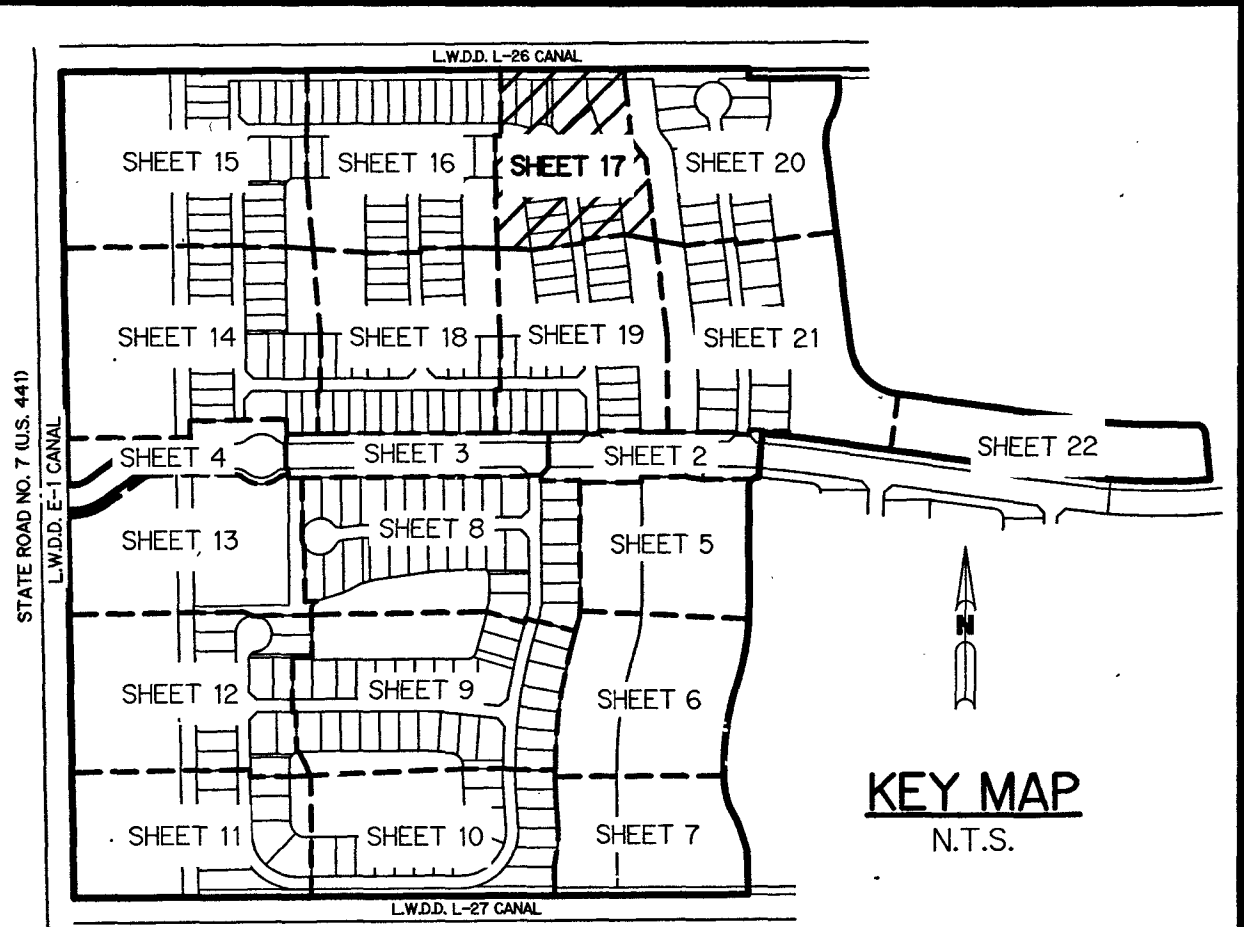 L.W.D.D. L-26 CANAL
SHEET 15
SHEET 16
SHEET 17
SHEET 20
SHEET 14
SHEET 18
SHEET 19
SHEET 21
STATE ROAD NO. 7 (U.S. 441)
L.W.D.D. E-1 CANAL
SHEET 4
SHEET 3
SHEET 2
SHEET 22
SHEET 13
SHEET 8
SHEET 5
N
SHEET 12
SHEET 9
SHEET 6
KEY MAP
N.T.S.
SHEET 11
SHEET 10
SHEET 7
L.W.D.D. L-27 CANAL